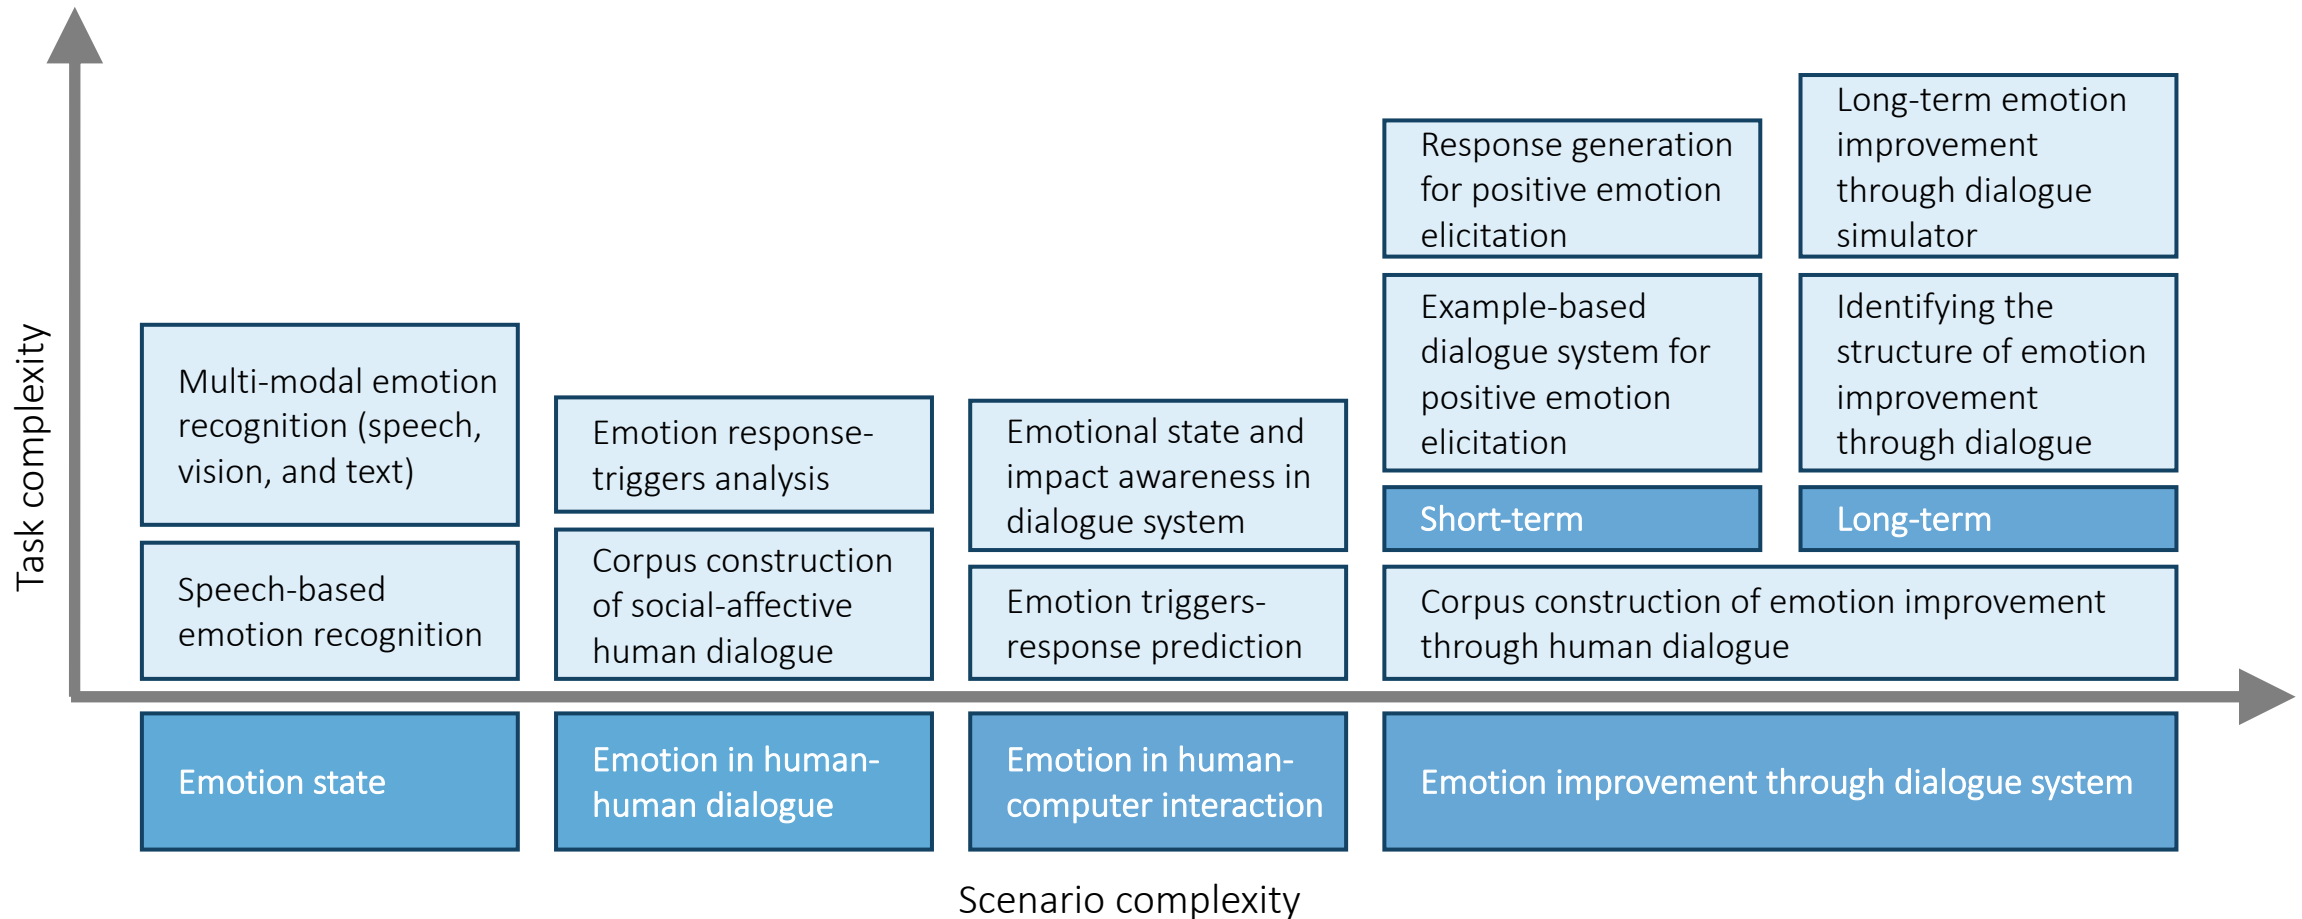 Task complexity
Multi-modal emotion
recognition (speech,
vision, and text)
Speech-based
emotion recognition
Emotion state
Emotion response-
triggers analysis
Corpus construction
of social-affective
human dialogue
Emotion in human-
human dialogue
Emotional state and
impact awareness in
dialogue system
Emotion triggers-
response prediction
Emotion in human-
computer interaction
Response generation
for positive emotion
elicitation
Example-based
dialogue system for
positive emotion
elicitation
Short-term
Long-term emotion
improvement
through dialogue
simulator
Identifying the
structure of emotion
improvement
through dialogue
Long-term
Corpus construction of emotion improvement
through human dialogue
Emotion improvement through dialogue system
Scenario complexity